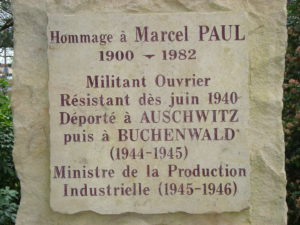 Hommage à Marcel PAUL
1900 - 1982
Militant Ouvrier
Résistant dès juin 1940
Déporté à AUSCHWITZ
puis à BUCHENWALD
(1944-1945)
Ministre de la Production
Industrielle (1945-1946)